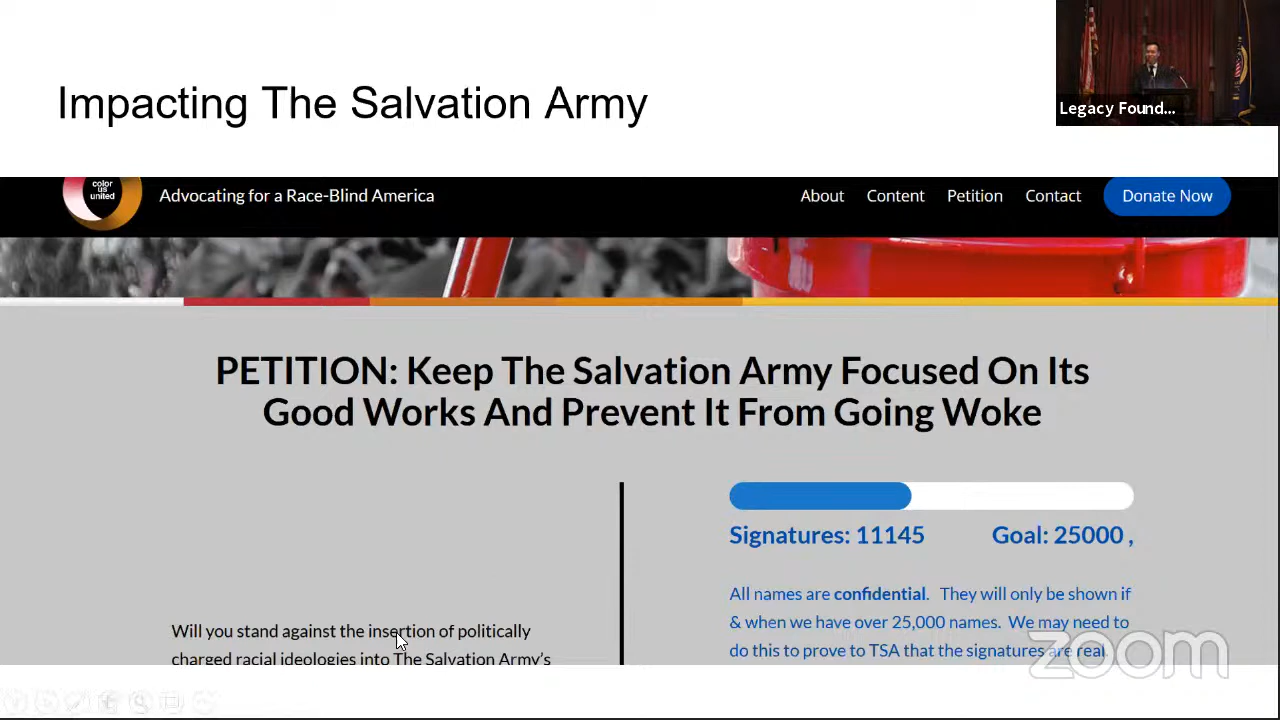 Impacting The Salvation Army
Legacy Found...
color
us
united
Advocating for a Race-Blind America
About Content Petition Contact Donate Now
PETITION: Keep The Salvation Army Focused On Its
Good Works And Prevent It From Going Woke
Signatures: 11145 Goal: 25000 ,
All names are confidential. They will only be shown if
& when we have over 25,000 names. We may need to
do this to prove to TSA that the signatures are real.
Will you stand against the insertion of politically
charged racial ideologies into The Salvation Army's
zoom